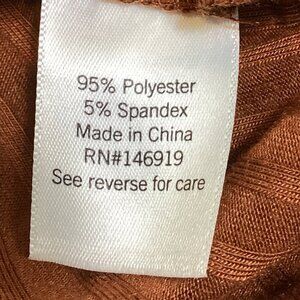 95% Polyester
5% Spandex
Made in China
RN#146919
See reverse for care